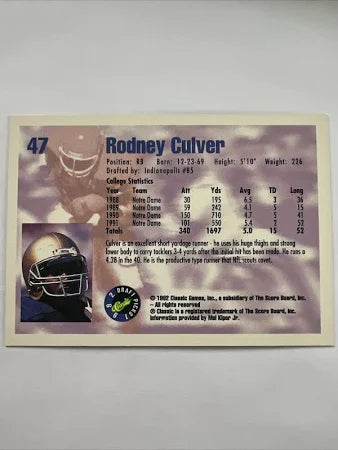 47 Rodney Culver
Position: RB Born: 12-23-69 Height: 5'10" Weight: 226
Drafted by: Indianapolis #85
College Statistics
Year Team Att Yds Avg TD Long
1988 Notre Dame 30 195 6.5 3 36
1989 Notre Dame 59 242 4.1 5 15
1990 Notre Dame 150 710 4.7 5 41
1991 Notre Dame 101 550 5.4 2 52
Totals 340 1697 5.0 15 52
Culver is an excellent short yardage runner - he uses his huge thighs and strong
lower body to carry tacklers 3-4 yards after the initial hit has been made. He runs a
4.38 in the 40. He is the productive type runner that NFL scouts covet.
1992 DRAFT PICKS
Classic
© 1992 Classic Games, Inc., a subsidiary of The Score Board, Inc.
- All rights reserved
® Classic is a registered trademark of The Score Board, Inc.
Information provided by Mel Kiper Jr.